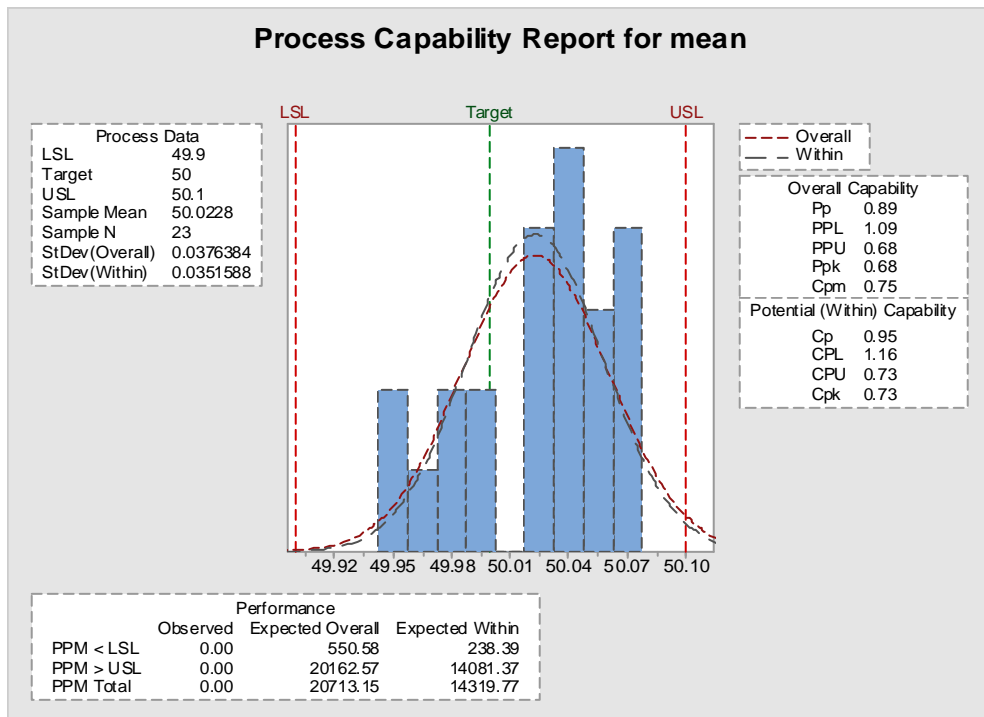 Process Capability Report for mean
LSL Target USL
Process Data
LSL 49.9
Target 50
USL 50.1
Sample Mean 50.0228
Sample N 23
StDev(Overall) 0.0376384
StDev(Within) 0.0351588
Overall
Within
Overall Capability
Pp 0.89
PPL 1.09
PPU 0.68
Ppk 0.68
Cpm 0.75
Potential (Within) Capability
Cp 0.95
CPL 1.16
CPU 0.73
Cpk 0.73
49.92 49.95 49.98 50.01 50.04 50.07 50.10
Performance
Observed Expected Overall Expected Within
PPM < LSL 0.00 550.58 238.39
PPM > USL 0.00 20162.57 14081.37
PPM Total 0.00 20713.15 14319.77